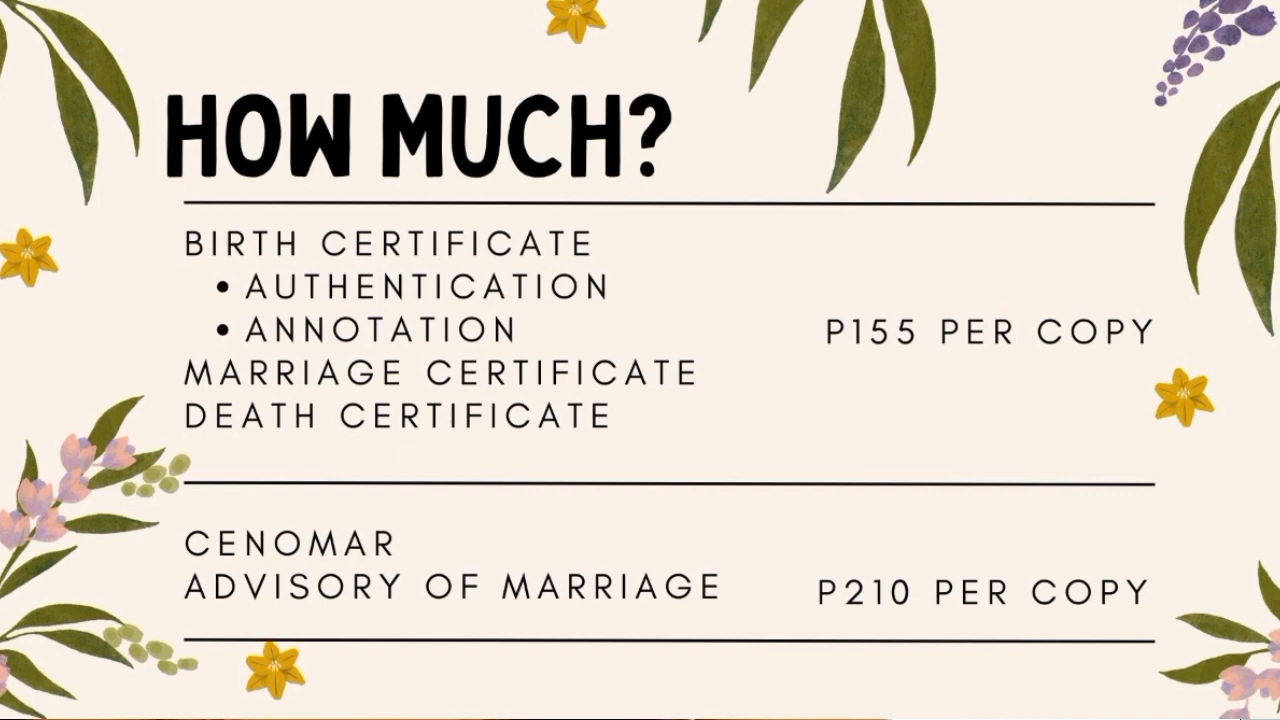 HOW MUCH?
BIRTH CERTIFICATE
• AUTHENTICATION
• ANNOTATION
P155 PER COPY
MARRIAGE CERTIFICATE
DEATH CERTIFICATE
CENOMAR
ADVISORY OF MARRIAGE
P210 PER COPY